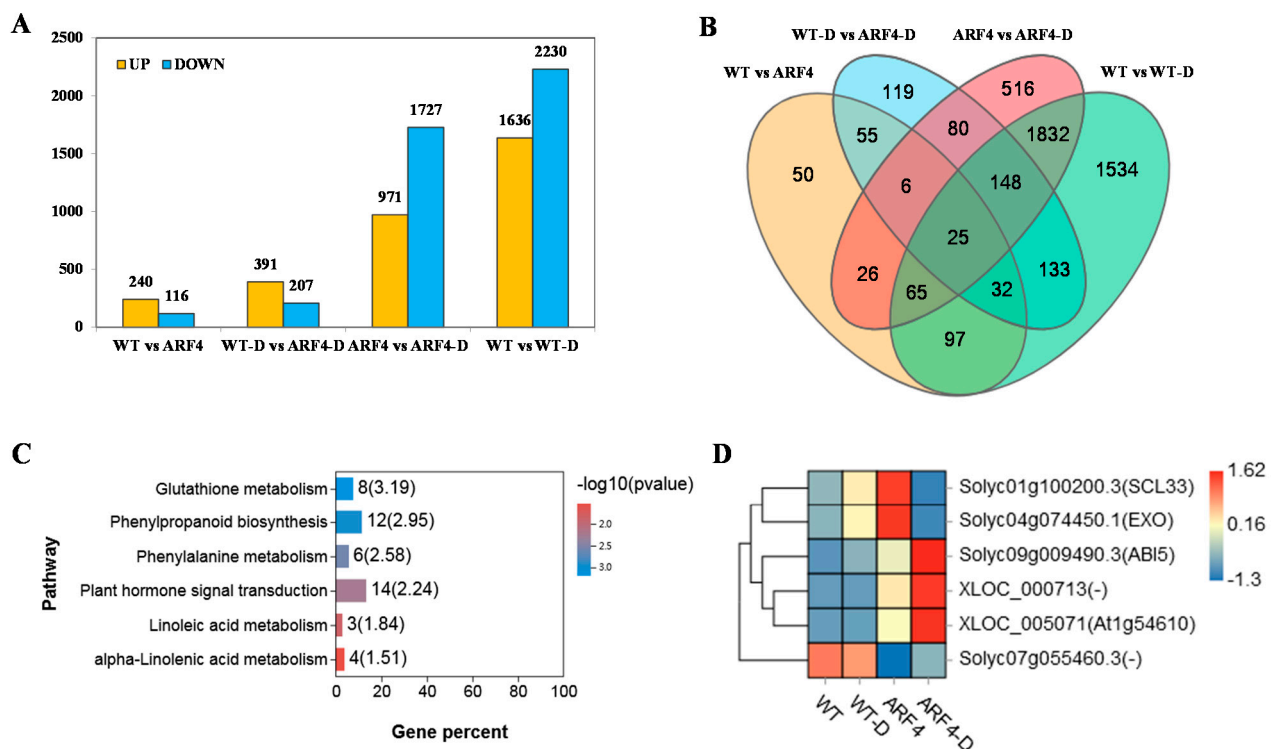 A
2500
2000
1500
1000
500
0
UP DOWN
240
116
391
207
971
1727
1636
2230
WT vs ARF4
WT-D vs ARF4-D
ARF4 vs ARF4-D
WT vs WT-D
B
WT-D vs ARF4-D
ARF4 vs ARF4-D
WT vs ARF4
WT vs WT-D
119
516
55
80
1832
50
6
148
1534
25
26
133
65
32
97
C
Pathway
Glutathione metabolism
8(3.19)
Phenylpropanoid biosynthesis
12(2.95)
Phenylalanine metabolism
6(2.58)
Plant hormone signal transduction
14(2.24)
Linoleic acid metabolism
3(1.84)
alpha-Linolenic acid metabolism
4(1.51)
0 20 40 60 80 100
Gene percent
-log10(pvalue)
2.0
2.5
3.0
D
Solyc01g100200.3(SCL33)
Solyc04g074450.1(EXO)
Solyc09g009490.3(ABI5)
XLOC_000713(-)
XLOC_005071(At1g54610)
Solyc07g055460.3(-)
WT
WT-D
ARF4
ARF4-D
1.62
0.16
-1.3